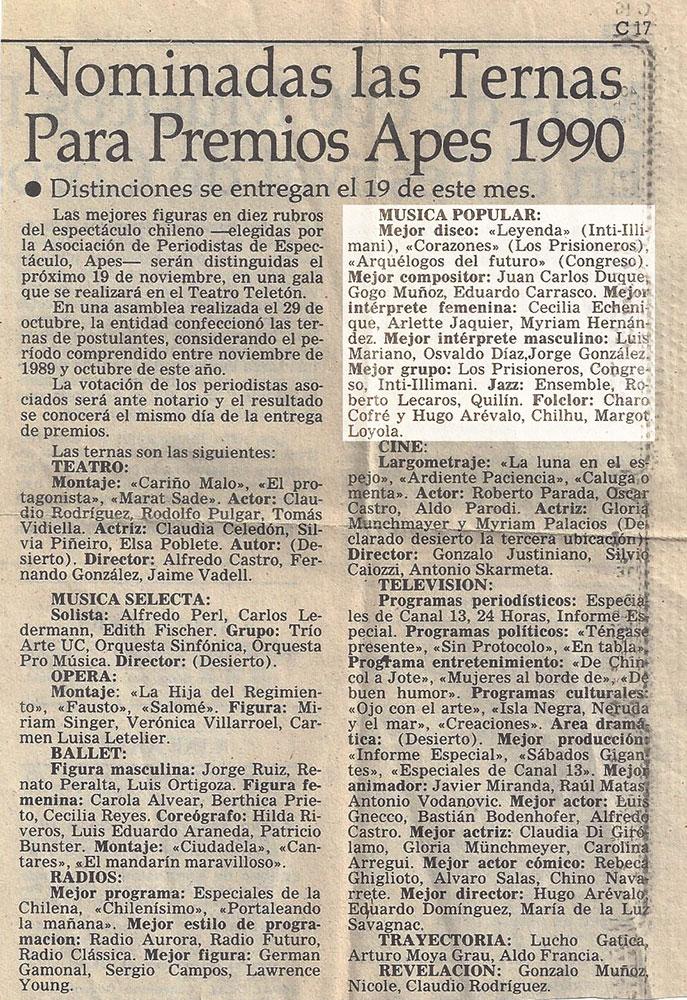 C 17
Nominadas las Ternas
Para Premios Apes 1990
● Distinciones se entregan el 19 de este mes.
Las mejores figuras en diez rubros
del espectáculo chileno —elegidas por
la Asociación de Periodistas de Espec-
táculo, Apes— serán distinguidas el
próximo 19 de noviembre, en una gala
que se realizará en el Teatro Teletón.
En una asamblea realizada el 29 de
octubre, la entidad confeccionó las ter-
nas de postulantes, considerando el pe-
ríodo comprendido entre noviembre de
1989 y octubre de este año.
La votación de los periodistas aso-
ciados será ante notario y el resultado
se conocerá el mismo día de la entrega
de premios.
Las ternas son las siguientes:
TEATRO:
Montaje: «Cariño Malo», «El pro-
tagonista», «Marat Sade». Actor: Clau-
dio Rodríguez, Rodolfo Pulgar, Tomás
Vidiella. Actriz: Claudia Celedón, Sil-
via Piñeiro, Elsa Poblete. Autor: (De-
sierto). Director: Alfredo Castro, Fer-
nando González, Jaime Vadell.
MUSICA SELECTA:
Solista: Alfredo Perl, Carlos Le-
dermann, Edith Fischer. Grupo: Trío
Arte UC, Orquesta Sinfónica, Orquesta
Pro Música. Director: (Desierto).
OPERA:
Montaje: «La Hija del Regimien-
to», «Fausto», «Salomé». Figura: Mi-
riam Singer, Verónica Villarroel, Car-
men Luisa Letelier.
BALLET:
Figura masculina: Jorge Ruiz, Re-
nato Peralta, Luis Ortigoza. Figura fe-
menina: Carola Alvear, Berthica Prie-
to, Cecilia Reyes. Coreógrafo: Hilda Ri-
veros, Luis Eduardo Araneda, Patricio
Bunster. Montaje: «Ciudadela», «Can-
tares», «El mandarín maravilloso».
RADIOS:
Mejor programa: Especiales de la
Chilena, «Chilenísimo», «Portaleando
la mañana». Mejor estilo de progra-
macion: Radio Aurora, Radio Futuro,
Radio Clássica. Mejor figura: German
Gamonal, Sergio Campos, Lawrence
Young.
MUSICA POPULAR:
Mejor disco: «Leyenda» (Inti-Illi-
mani), «Corazones» (Los Prisioneros),
«Arquélogos del futuro» (Congreso).
Mejor compositor: Juan Carlos Duque,
Gogo Muñoz, Eduardo Carrasco. Mejor
intérprete femenina: Cecilia Echeni-
que, Arlette Jaquier, Myriam Hernán-
dez. Mejor intérprete masculino: Luis
Mariano, Osvaldo Díaz,Jorge González.
Mejor grupo: Los Prisioneros, Congre-
so, Inti-Illimani. Jazz: Ensemble, Ro-
berto Lecaros, Quilín. Folclor: Charo
Cofré y Hugo Arévalo, Chilhu, Margot
Loyola.
CINE:
Largometraje: «La luna en el es-
pejo», «Ardiente Paciencia», «Caluga o
menta». Actor: Roberto Parada, Oscar
Castro, Aldo Parodi. Actriz: Gloria
Munchmayer y Myriam Palacios (De-
clarado desierto la tercera ubicación).
Director: Gonzalo Justiniano, Silvio
Caiozzi, Antonio Skarmeta.
TELEVISION:
Programas periodísticos: Especia-
les de Canal 13, 24 Horas, Informe Es-
pecial. Programas políticos: «Téngase
presente», «Sin Protocolo», «En tabla».
Programa entretenimiento: «De Chin-
col a Jote», «Mujeres al borde de», «De
buen humor». Programas culturales:
«Ojo con el arte», «Isla Negra, Neruda
y el mar», «Creaciones». Area dramá-
tica: (Desierto). Mejor producción:
«Informe Especial», «Sábados Gigan-
tes», «Especiales de Canal 13». Mejor
animador: Javier Miranda, Raúl Matas,
Antonio Vodanovic. Mejor actor: Luis
Gnecco, Bastián Bodenhofer, Alfredo
Castro. Mejor actriz: Claudia Di Giró-
lamo, Gloria Münchmeyer, Carolina
Arregui. Mejor actor cómico: Rebeca
Ghiglioto, Alvaro Salas, Chino Nava-
rrete. Mejor director: Hugo Arévalo,
Eduardo Domínguez, María de la Luz
Savagnac.
TRAYECTORIA: Lucho Gatica,
Arturo Moya Grau, Aldo Francia.
REVELACION: Gonzalo Muñoz,
Nicole, Claudio Rodríguez.